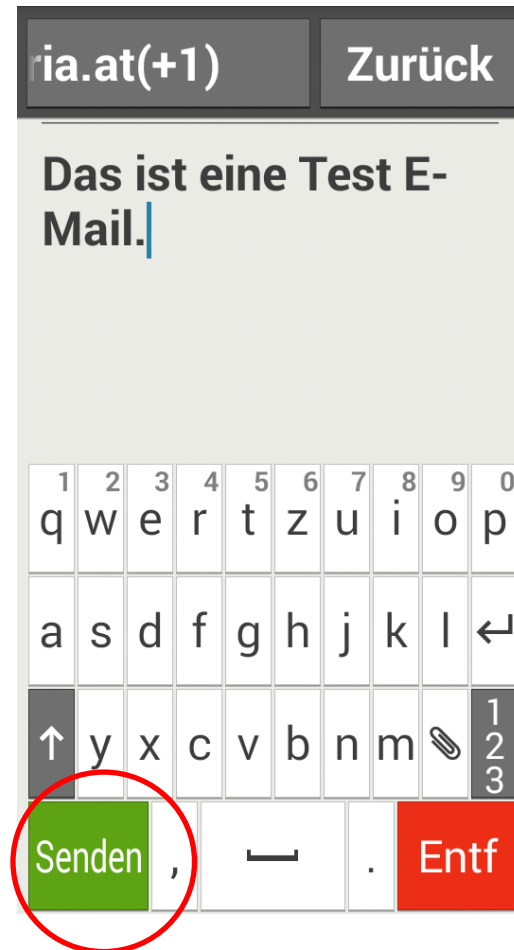 ria.at(+1) Zurück
Das ist eine Test E-
Mail.
1 2 3 4 5 6 7 8 9 0
q w e r t z u i o p
a s d f g h j k l
y x c v b n m 1
2
3
Senden , . Entf